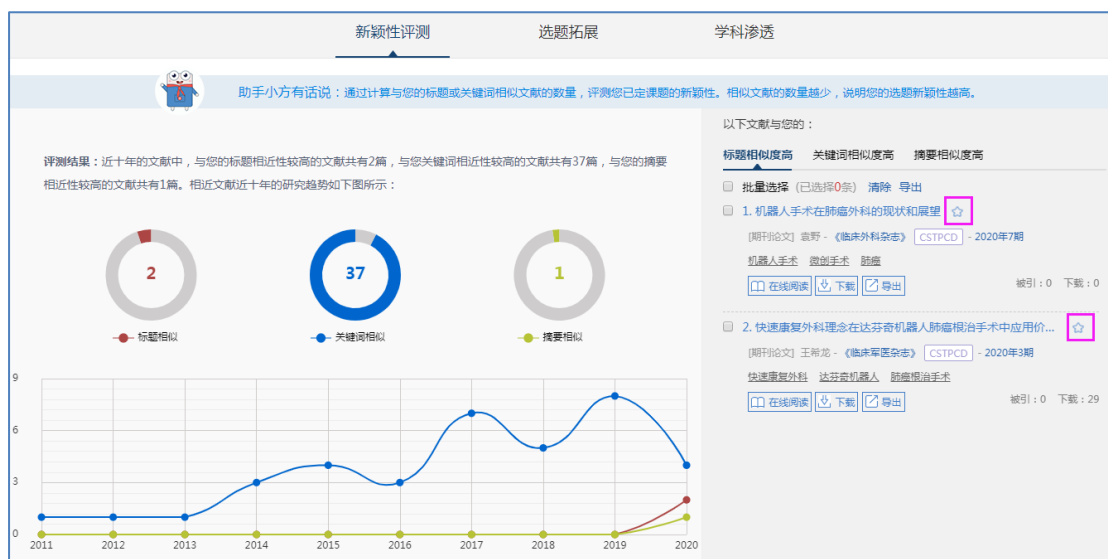 新颖性评测
选题拓展
学科渗透
助手小方有话说：通过计算与您的标题或关键词相似文献的数量，评测您已定课题的新颖性。相似文献的数量越少，说明您的选题新颖性越高。
评测结果：近十年的文献中，与您的标题相近性较高的文献共有2篇，与您关键词相近性较高的文献共有37篇，与您的摘要
相近性较高的文献共有1篇。相近文献近十年的研究趋势如下图所示：
2
37
1
标题相似
关键词相似
摘要相似
9
6
3
0
2011 2012 2013 2014 2015 2016 2017 2018 2019 2020
以下文献与您的：
标题相似度高 关键词相似度高 摘要相似度高
批量选择 (已选择0条) 清除 导出
1. 机器人手术在肺癌外科的现状和展望
[期刊论文] 袁野 - 《临床外科杂志》 CSTPCD - 2020年7期
机器人手术 微创手术 肺癌
在线阅读 下载 导出 被引：0 下载：0
2. 快速康复外科理念在达芬奇机器人肺癌根治手术中应用价...
[期刊论文] 王希龙 - 《临床军医杂志》 CSTPCD - 2020年3期
快速康复外科 达芬奇机器人 肺癌根治手术
在线阅读 下载 导出 被引：0 下载：29